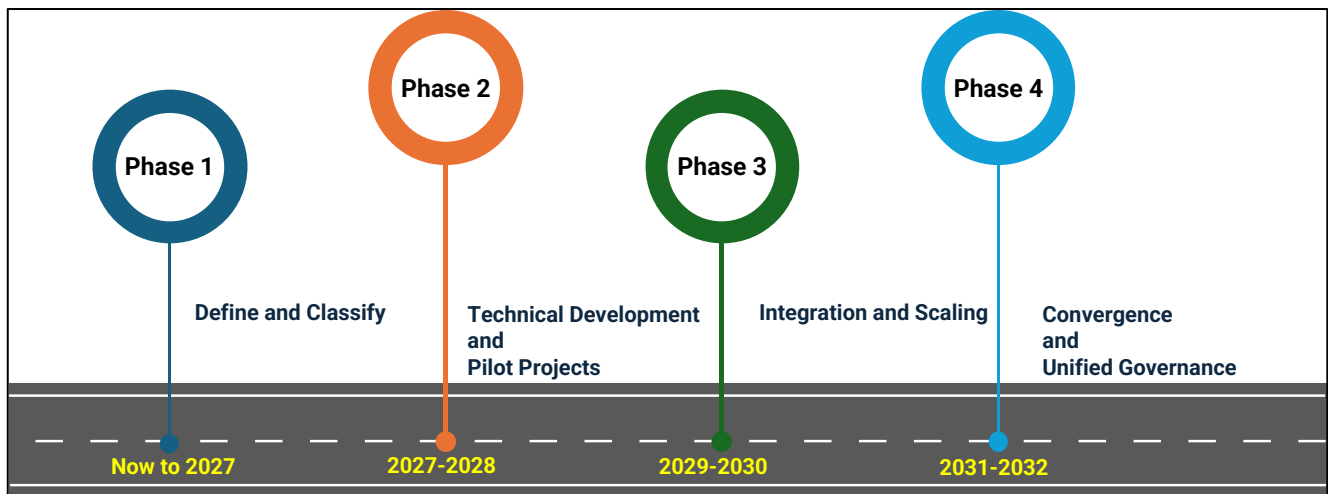 Phase 1
Phase 2
Phase 3
Phase 4
Define and Classify
Technical Development
and
Pilot Projects
Integration and Scaling
Convergence
and
Unified Governance
Now to 2027
2027-2028
2029-2030
2031-2032